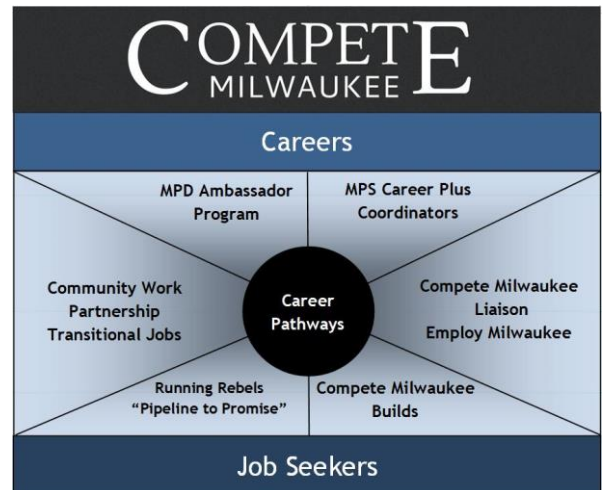 COMPETE
MILWAUKEE
Careers
MPD Ambassador
Program
MPS Career Plus
Coordinators
Community Work
Partnership
Transitional Jobs
Career
Pathways
Compete Milwaukee
Liaison
Employ Milwaukee
Running Rebels
“Pipeline to Promise”
Compete Milwaukee
Builds
Job Seekers